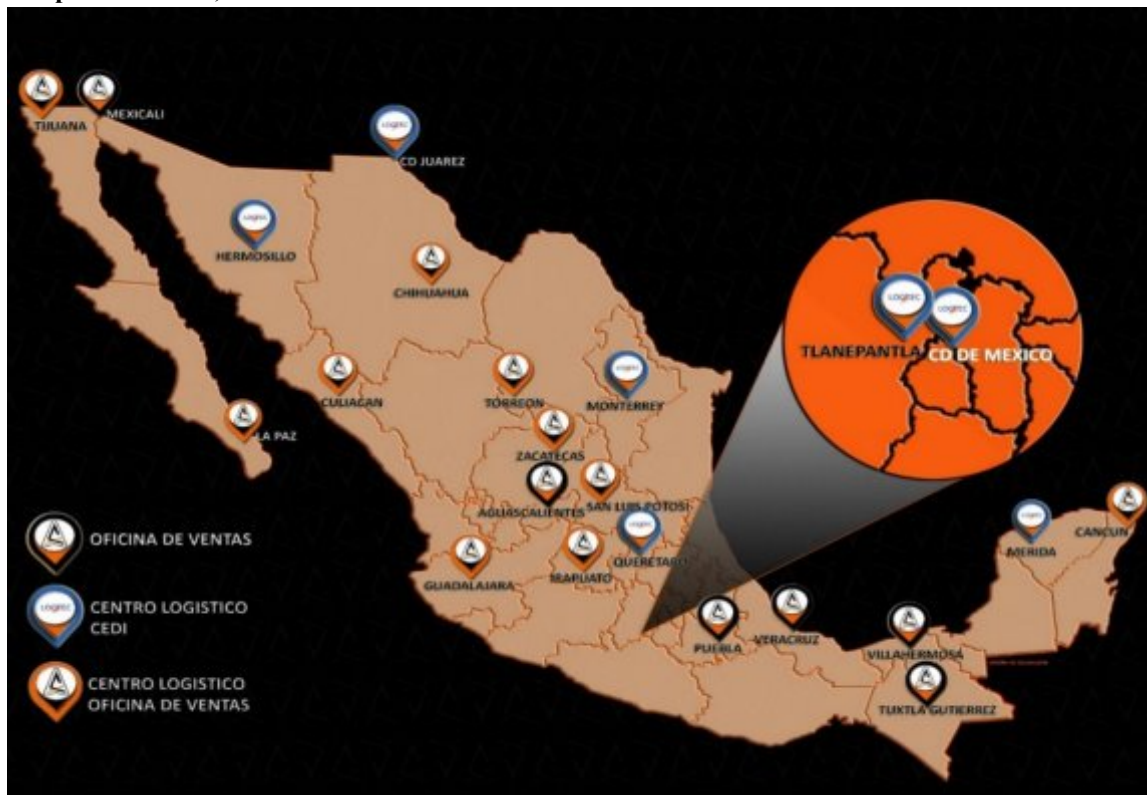 TIJUANA
MEXICALI
CD JUAREZ
HERMOSILLO
CHIHUAHUA
TLANEPANTLA
CD DE MEXICO
CULIACAN
TORREON
MONTERREY
LA PAZ
ZACATECAS
AGUASCALIENTES
SAN LUIS POTOSI
OFICINA DE VENTAS
GUADALAJARA
IRAPUATO
QUERETARO
MERIDA
CANCUN
CENTRO LOGISTICO
CEDI
PUEBLA
VERACRUZ
VILLAHERMOSA
CENTRO LOGISTICO
OFICINA DE VENTAS
TUXTLA GUTIERREZ